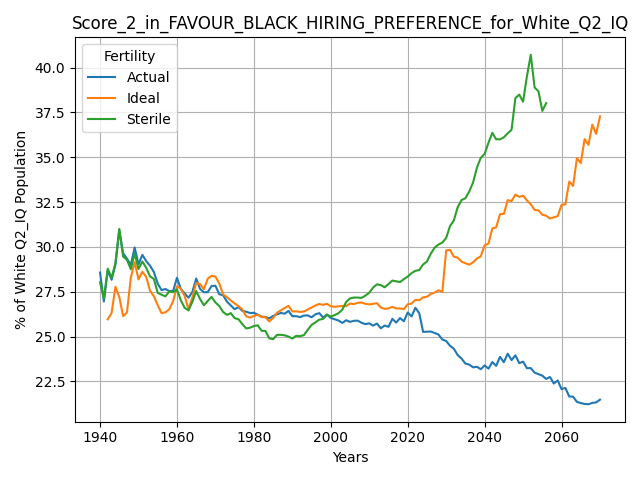 Score_2_in_FAVOUR_BLACK_HIRING_PREFERENCE_for_White_Q2_IQ
Fertility
Actual
Ideal
Sterile
% of White Q2_IQ Population
40.0
37.5
35.0
32.5
30.0
27.5
25.0
22.5
1940
1960
1980
2000
2020
2040
2060
Years